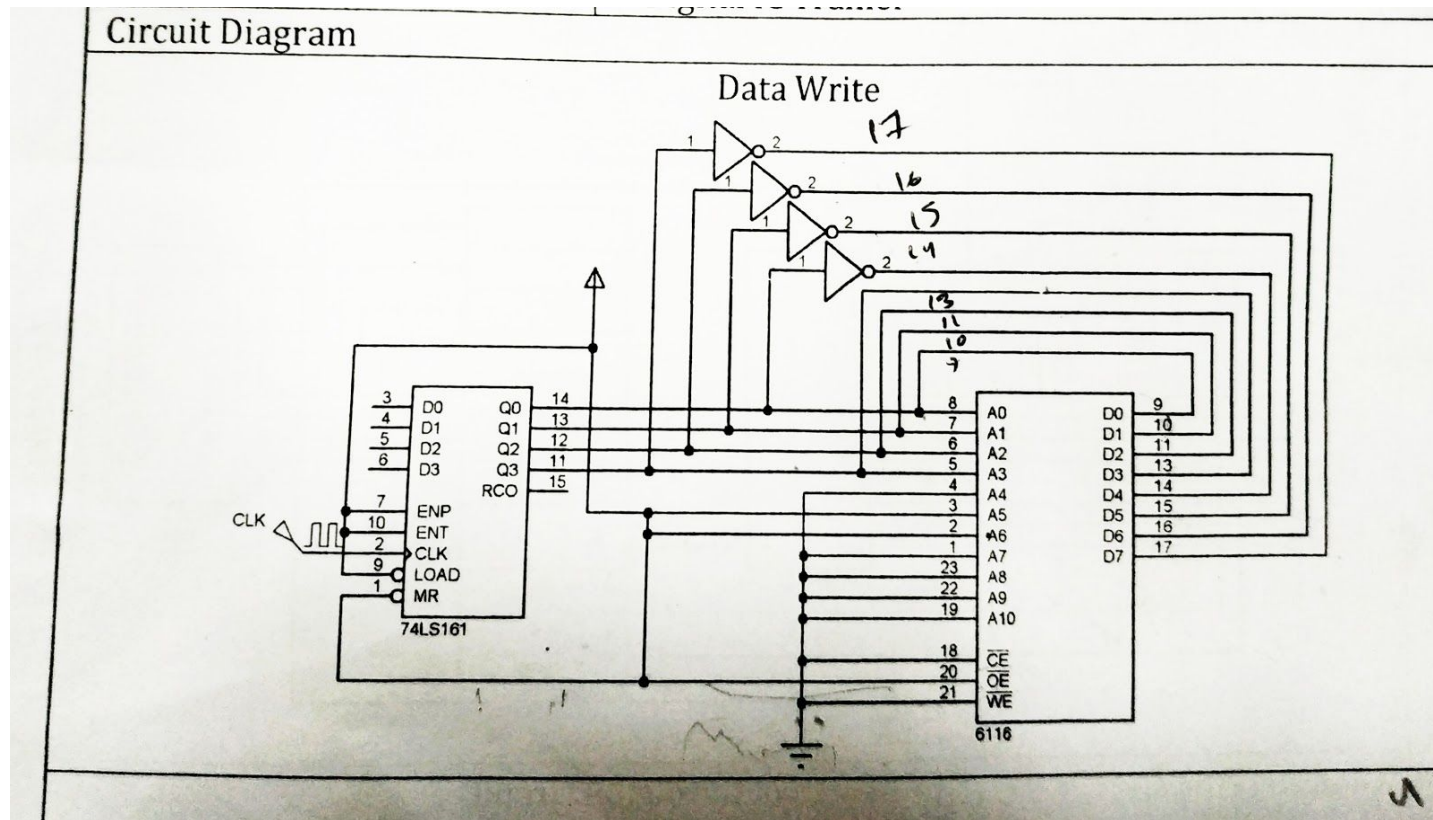 Circuit Diagram
Data Write
1 2 17
1 2 16
1 2 15
1 2 14
13
11
10
7
3 D0 Q0 14
4 D1 Q1 13
5 D2 Q2 12
6 D3 Q3 11
RCO 15
7 ENP
10 ENT
CLK 2 CLK
9 LOAD
1 MR
74LS161
8 A0 D0 9
7 A1 D1 10
6 A2 D2 11
5 A3 D3 13
4 A4 D4 14
3 A5 D5 15
2 A6 D6 16
1 A7 D7 17
23 A8
22 A9
19 A10
18 CE
20 OE
21 WE
6116